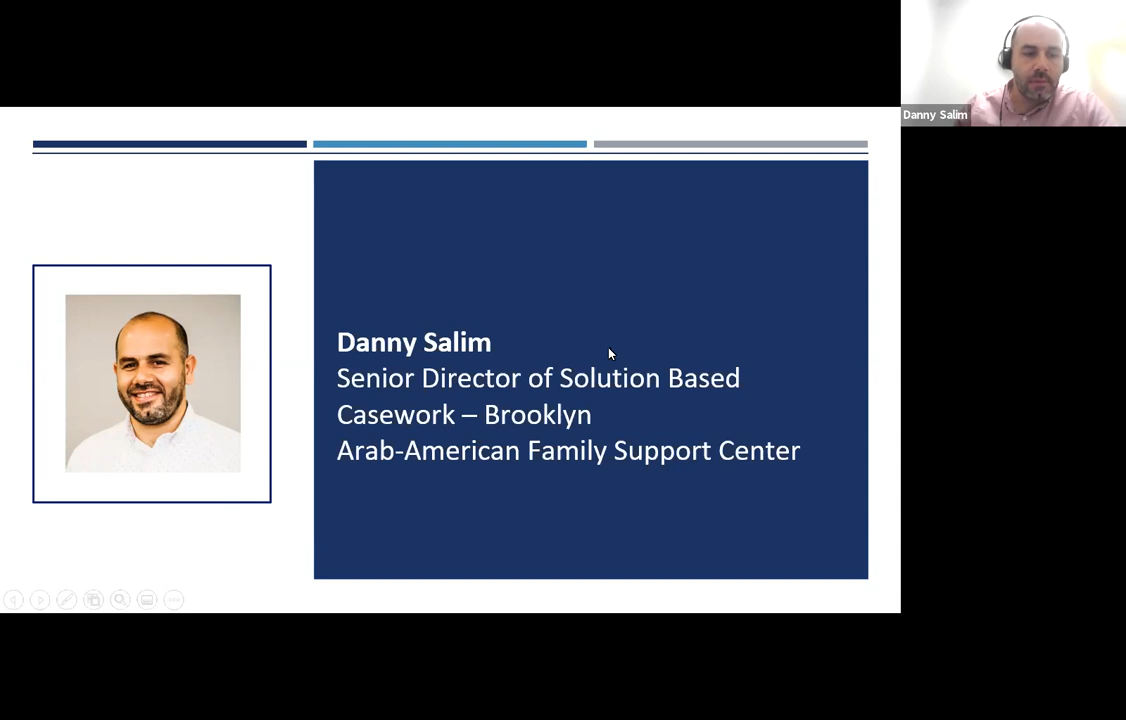 Danny Salim
Danny Salim
Senior Director of Solution Based
Casework – Brooklyn
Arab-American Family Support Center